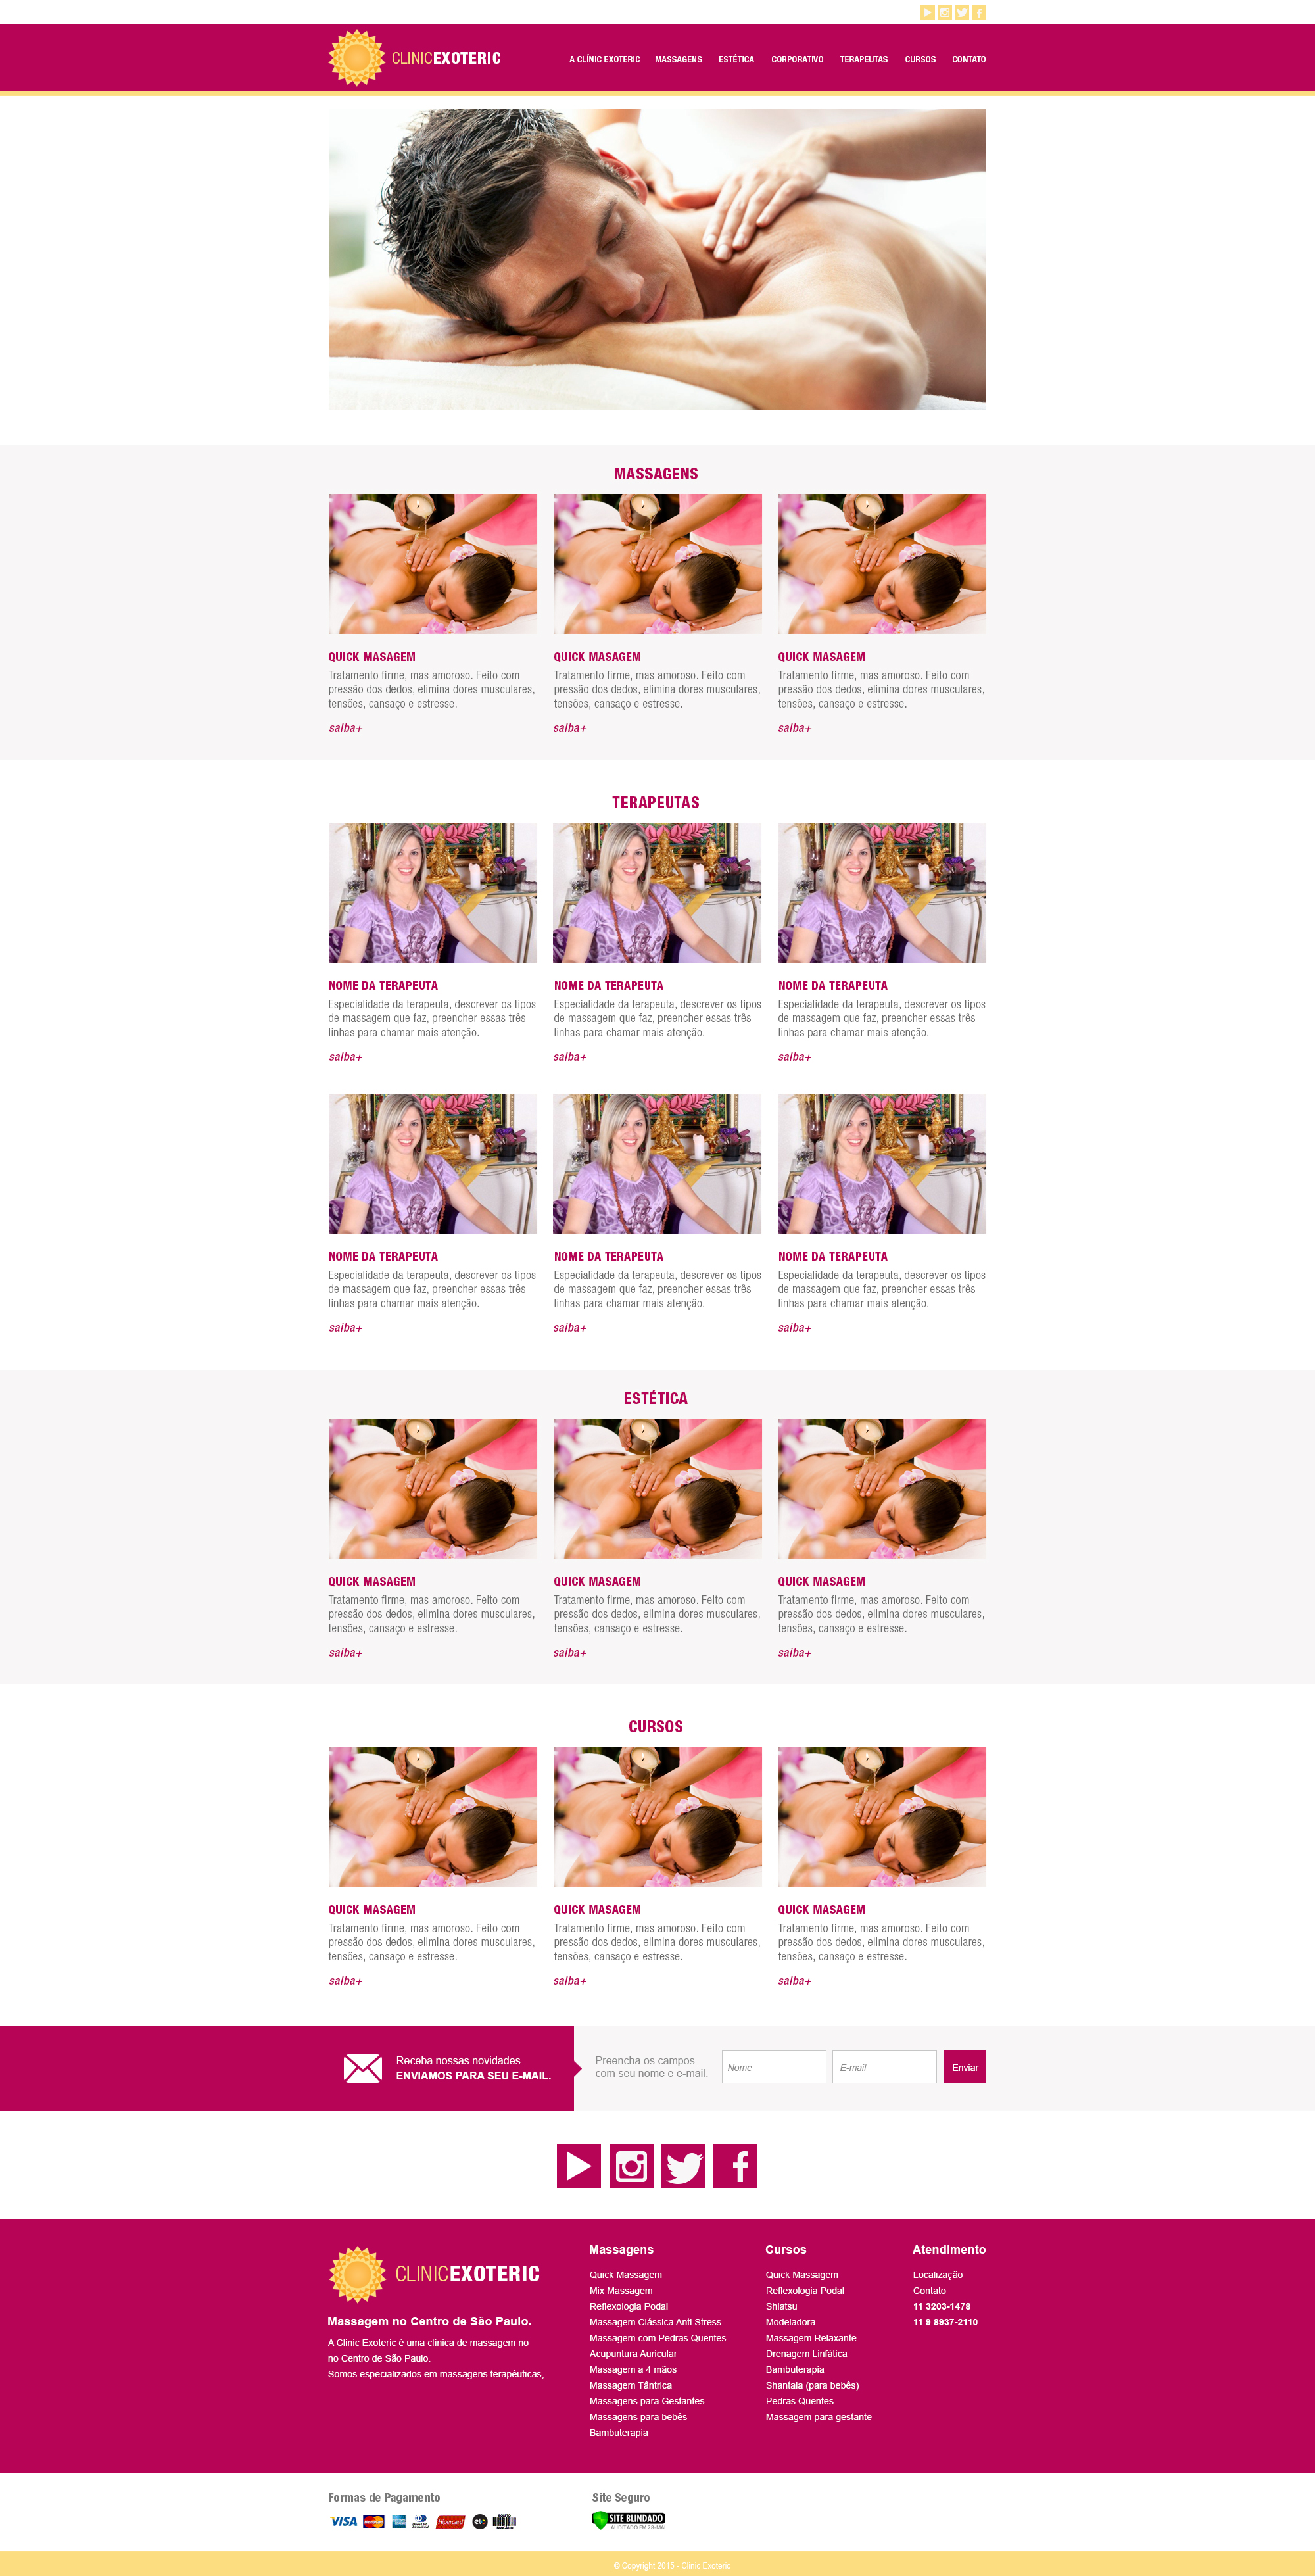 CLINICEXOTERIC
A CLÍNIC EXOTERIC MASSAGENS ESTÉTICA CORPORATIVO TERAPEUTAS CURSOS CONTATO
MASSAGENS
QUICK MASAGEM
Tratamento firme, mas amoroso. Feito com
pressão dos dedos, elimina dores musculares,
tensões, cansaço e estresse.
saiba+
QUICK MASAGEM
Tratamento firme, mas amoroso. Feito com
pressão dos dedos, elimina dores musculares,
tensões, cansaço e estresse.
saiba+
QUICK MASAGEM
Tratamento firme, mas amoroso. Feito com
pressão dos dedos, elimina dores musculares,
tensões, cansaço e estresse.
saiba+
TERAPEUTAS
NOME DA TERAPEUTA
Especialidade da terapeuta, descrever os tipos
de massagem que faz, preencher essas três
linhas para chamar mais atenção.
saiba+
NOME DA TERAPEUTA
Especialidade da terapeuta, descrever os tipos
de massagem que faz, preencher essas três
linhas para chamar mais atenção.
saiba+
NOME DA TERAPEUTA
Especialidade da terapeuta, descrever os tipos
de massagem que faz, preencher essas três
linhas para chamar mais atenção.
saiba+
NOME DA TERAPEUTA
Especialidade da terapeuta, descrever os tipos
de massagem que faz, preencher essas três
linhas para chamar mais atenção.
saiba+
NOME DA TERAPEUTA
Especialidade da terapeuta, descrever os tipos
de massagem que faz, preencher essas três
linhas para chamar mais atenção.
saiba+
NOME DA TERAPEUTA
Especialidade da terapeuta, descrever os tipos
de massagem que faz, preencher essas três
linhas para chamar mais atenção.
saiba+
ESTÉTICA
QUICK MASAGEM
Tratamento firme, mas amoroso. Feito com
pressão dos dedos, elimina dores musculares,
tensões, cansaço e estresse.
saiba+
QUICK MASAGEM
Tratamento firme, mas amoroso. Feito com
pressão dos dedos, elimina dores musculares,
tensões, cansaço e estresse.
saiba+
QUICK MASAGEM
Tratamento firme, mas amoroso. Feito com
pressão dos dedos, elimina dores musculares,
tensões, cansaço e estresse.
saiba+
CURSOS
QUICK MASAGEM
Tratamento firme, mas amoroso. Feito com
pressão dos dedos, elimina dores musculares,
tensões, cansaço e estresse.
saiba+
QUICK MASAGEM
Tratamento firme, mas amoroso. Feito com
pressão dos dedos, elimina dores musculares,
tensões, cansaço e estresse.
saiba+
QUICK MASAGEM
Tratamento firme, mas amoroso. Feito com
pressão dos dedos, elimina dores musculares,
tensões, cansaço e estresse.
saiba+
Receba nossas novidades.
ENVIAMOS PARA SEU E-MAIL.
Preencha os campos
com seu nome e e-mail.
Nome
E-mail
Enviar
CLINICEXOTERIC
Massagem no Centro de São Paulo.
A Clinic Exoteric é uma clínica de massagem no
no Centro de São Paulo.
Somos especializados em massagens terapêuticas,
Massagens
Quick Massagem
Mix Massagem
Reflexologia Podal
Massagem Clássica Anti Stress
Massagem com Pedras Quentes
Acupuntura Auricular
Massagem a 4 mãos
Massagem Tântrica
Massagens para Gestantes
Massagens para bebês
Bambuterapia
Cursos
Quick Massagem
Reflexologia Podal
Shiatsu
Modeladora
Massagem Relaxante
Drenagem Linfática
Bambuterapia
Shantala (para bebês)
Pedras Quentes
Massagem para gestante
Atendimento
Localização
Contato
11 3203-1478
11 9 8937-2110
Formas de Pagamento
VISA MasterCard Hipercard elo BOLETO BANCÁRIO
Site Seguro
SITE BLINDADO
AUDITADO EM 28-MAI
© Copyright 2015 - Clinic Exoteric